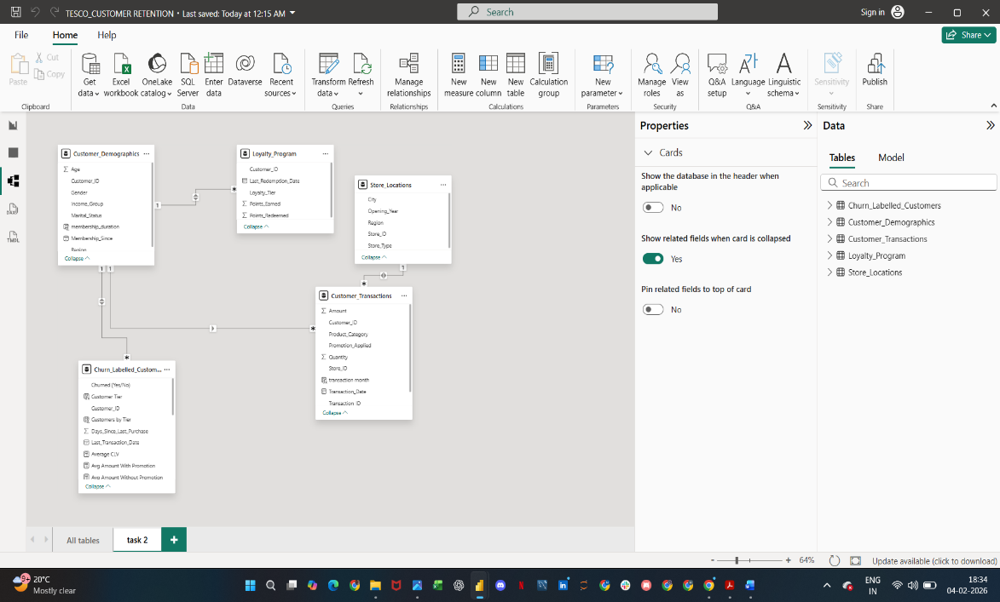 TESCO_CUSTOMER RETENTION • Last saved: Today at 12:15 AM
Search
Sign in
File
Home
Help
Share
Paste
Cut
Copy
Clipboard
Get data
Excel workbook
OneLake catalog
SQL Server
Enter data
Dataverse
Recent sources
Data
Transform data
Refresh
Queries
Manage relationships
Relationships
New measure
New column
New table
Calculation group
Calculations
New parameter
Parameters
Manage roles
View as
Security
Q&A setup
Language
Linguistic schema
Q&A
Sensitivity
Sensitivity
Publish
Share
DAX
TMDL
Customer_Demographics
Age
Customer_ID
Gender
Income_Group
Marital_Status
membership_duration
Membership_Since
Region
Collapse
1
*
Loyalty_Program
Customer_ID
Last_Redemption_Date
Loyalty_Tier
Points_Earned
Points_Redeemed
Collapse
Store_Locations
City
Opening_Year
Region
Store_ID
Store_Type
Collapse
1
*
1
1
*
*
Customer_Transactions
Amount
Customer_ID
Product_Category
Promotion_Applied
Quantity
Store_ID
transaction month
Transaction_Date
Transaction_ID
Collapse
Churn_Labelled_Custom...
Churned (Yes/No)
Customer Tier
Customer_ID
Customers by Tier
Days_Since_Last_Purchase
Last_Transaction_Date
Average CLV
Avg Amount With Promotion
Avg Amount Without Promotion
Collapse
Properties
Cards
Show the database in the header when
applicable
No
Show related fields when card is collapsed
Yes
Pin related fields to top of card
No
Data
Tables
Model
Search
Churn_Labelled_Customers
Customer_Demographics
Customer_Transactions
Loyalty_Program
Store_Locations
All tables
task 2
+
- + 64%
Update available (click to download)
9+
20°C
Mostly clear
ENG
IN
18:34
04-02-2026